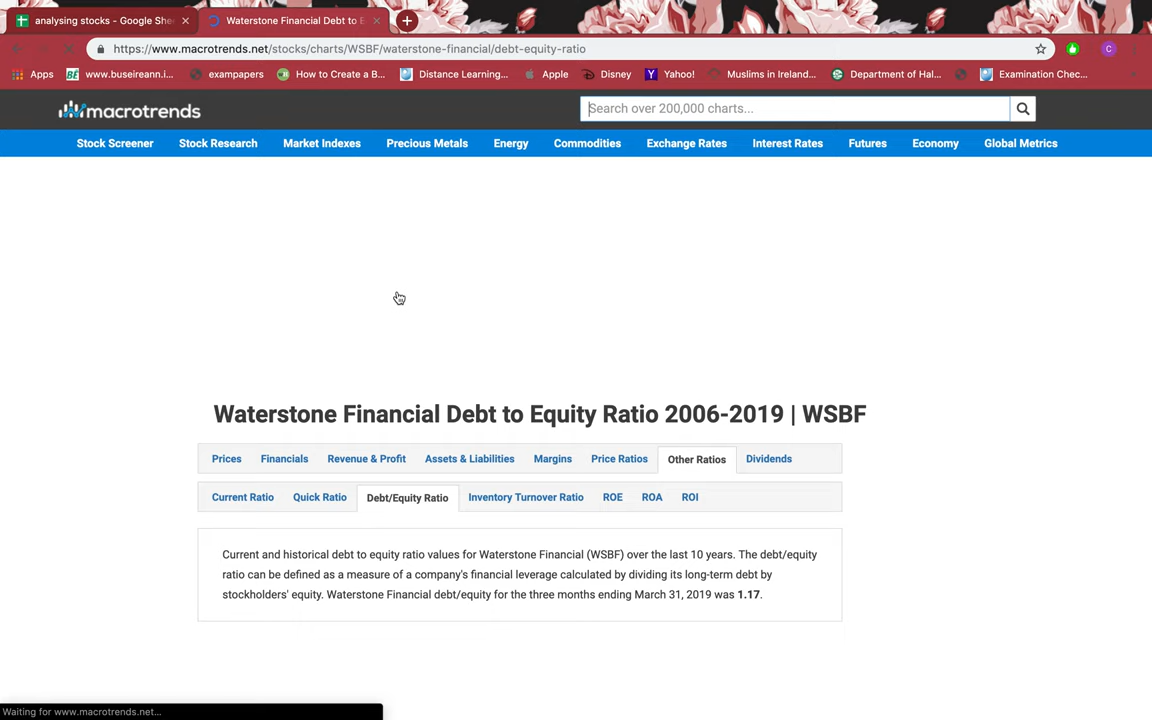 analysing stocks - Google She
Waterstone Financial Debt to E
https://www.macrotrends.net/stocks/charts/WSBF/waterstone-financial/debt-equity-ratio
C
Apps
BÉ www.buseireann.i...
exampapers
How to Create a B...
Distance Learning,...
Apple
Disney
Y Yahoo!
Muslims in Ireland...
Department of Hal...
Examination Chec...
macrotrends
Search over 200,000 charts...
Stock Screener
Stock Research
Market Indexes
Precious Metals
Energy
Commodities
Exchange Rates
Interest Rates
Futures
Economy
Global Metrics
Waterstone Financial Debt to Equity Ratio 2006-2019 | WSBF
Prices
Financials
Revenue & Profit
Assets & Liabilities
Margins
Price Ratios
Other Ratios
Dividends
Current Ratio
Quick Ratio
Debt/Equity Ratio
Inventory Turnover Ratio
ROE
ROA
ROI
Current and historical debt to equity ratio values for Waterstone Financial (WSBF) over the last 10 years. The debt/equity
ratio can be defined as a measure of a company's financial leverage calculated by dividing its long-term debt by
stockholders' equity. Waterstone Financial debt/equity for the three months ending March 31, 2019 was 1.17.
Waiting for www.macrotrends.net...